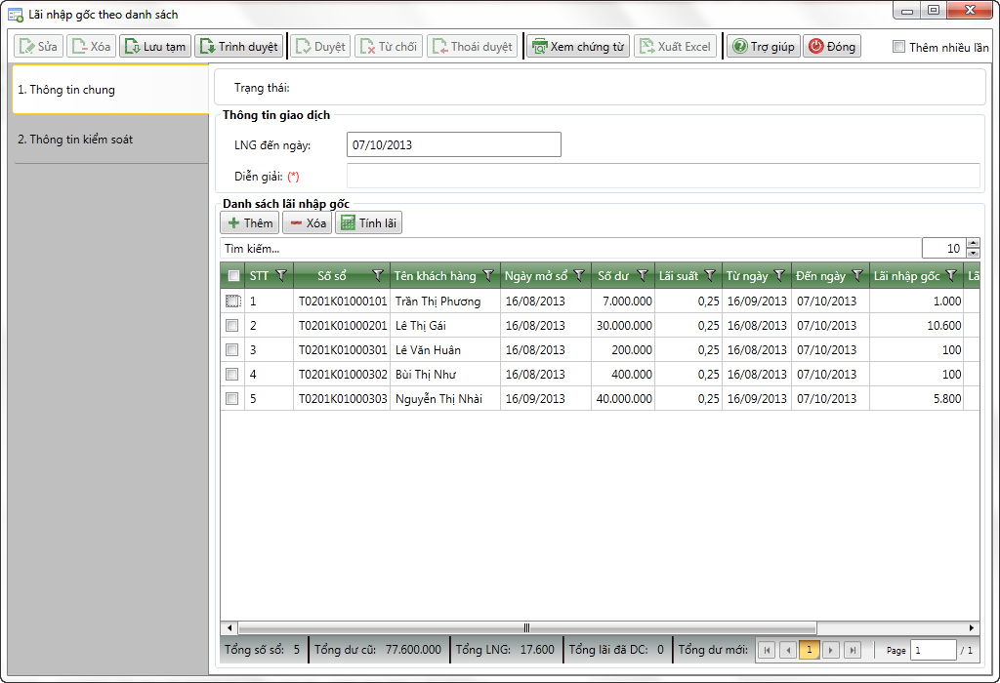 Lãi nhập gốc theo danh sách
Sửa Xóa Lưu tạm Trình duyệt Duyệt Từ chối Thoái duyệt Xem chứng từ Xuất Excel Trợ giúp Đóng Thêm nhiều lần
1. Thông tin chung
2. Thông tin kiểm soát
Trạng thái:
Thông tin giao dịch
LNG đến ngày: 07/10/2013
Diễn giải: (*)
Danh sách lãi nhập gốc
Thêm Xóa Tính lãi
Tìm kiếm... 10
STT Số sổ Tên khách hàng Ngày mở sổ Số dư Lãi suất Từ ngày Đến ngày Lãi nhập gốc Lã
1 T0201K01000101 Trần Thị Phương 16/08/2013 7.000.000 0,25 16/09/2013 07/10/2013 1.000
2 T0201K01000201 Lê Thị Gái 16/08/2013 30.000.000 0,25 16/08/2013 07/10/2013 10.600
3 T0201K01000301 Lê Văn Huân 16/08/2013 200.000 0,25 16/08/2013 07/10/2013 100
4 T0201K01000302 Bùi Thị Như 16/08/2013 400.000 0,25 16/08/2013 07/10/2013 100
5 T0201K01000303 Nguyễn Thị Nhài 16/09/2013 40.000.000 0,25 16/09/2013 07/10/2013 5.800
Tổng số sổ: 5 Tổng dư cũ: 77.600.000 Tổng LNG: 17.600 Tổng lãi đã DC: 0 Tổng dư mới: 1 Page 1 / 1